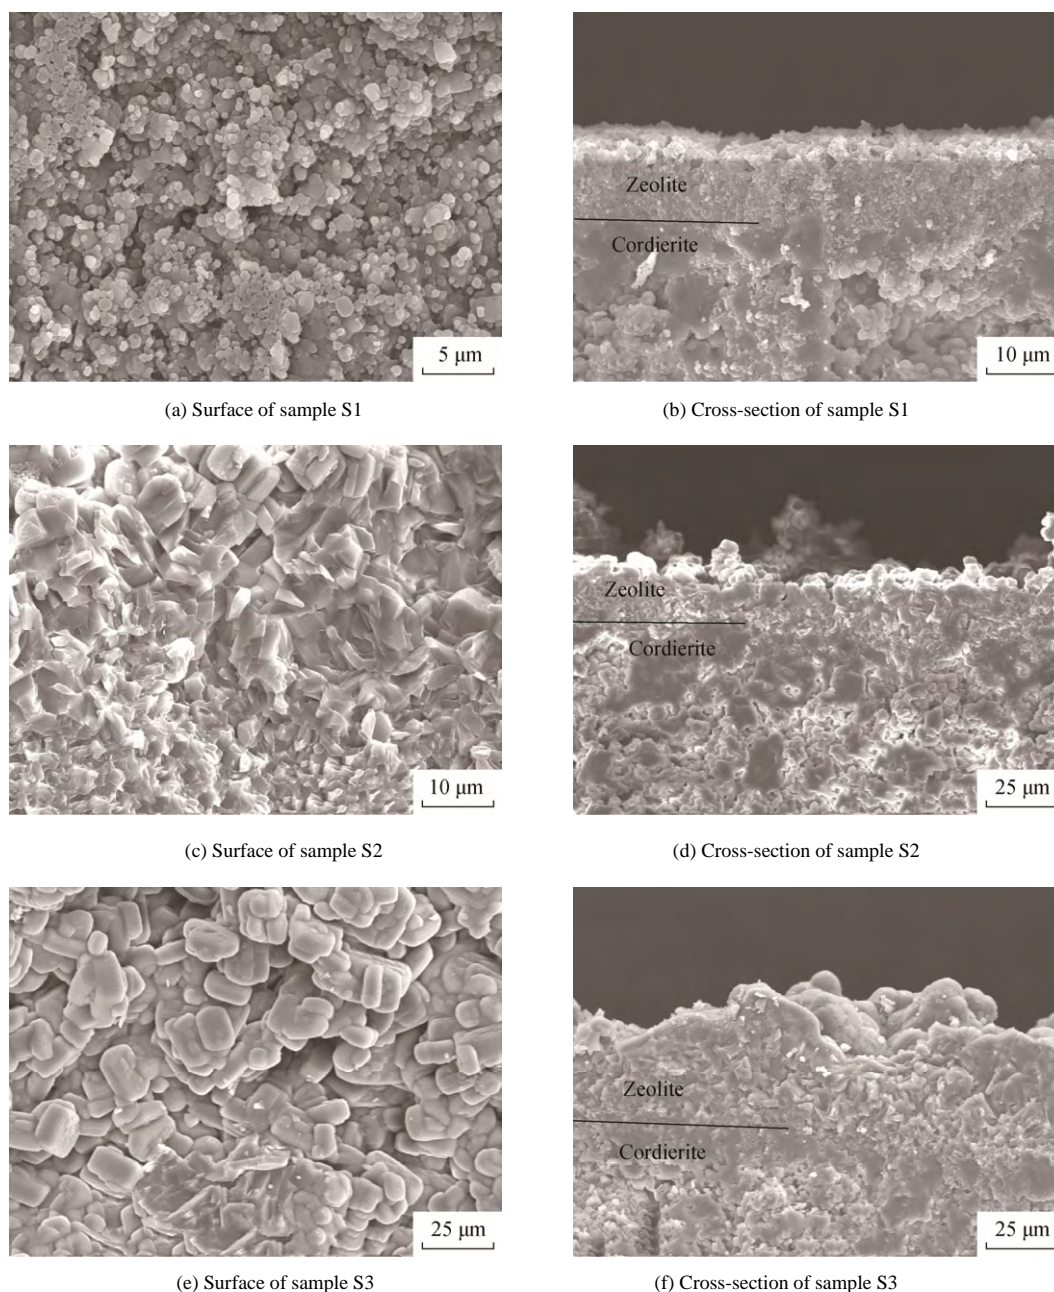 5 μm
Zeolite
Cordierite
10 μm
(a) Surface of sample S1
(b) Cross-section of sample S1
10 μm
Zeolite
Cordierite
25 μm
(c) Surface of sample S2
(d) Cross-section of sample S2
25 μm
Zeolite
Cordierite
25 μm
(e) Surface of sample S3
(f) Cross-section of sample S3